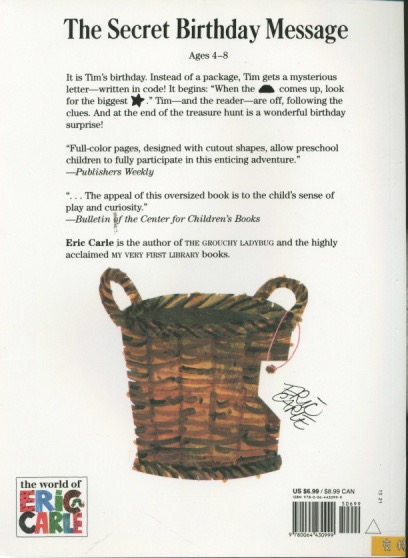 The Secret Birthday Message
Ages 4–8
It is Tim's birthday. Instead of a package, Tim gets a mysterious
letter—written in code! It begins: "When the comes up, look
for the biggest ." Tim—and the reader—are off, following the
clues. And at the end of the treasure hunt is a wonderful birthday
surprise!
"Full-color pages, designed with cutout shapes, allow preschool
children to fully participate in this enticing adventure."
—Publishers Weekly
". . . The appeal of this oversized book is to the child's sense of
play and curiosity."
—Bulletin of the Center for Children's Books
Eric Carle is the author of THE GROUCHY LADYBUG and the highly
acclaimed MY VERY FIRST LIBRARY books.
ERIC
CARLE
the world of
ERIC
CARLE
US $6.99 / $8.99 CAN
ISBN 978-0-06-443099-9
50699
9 780064 430999